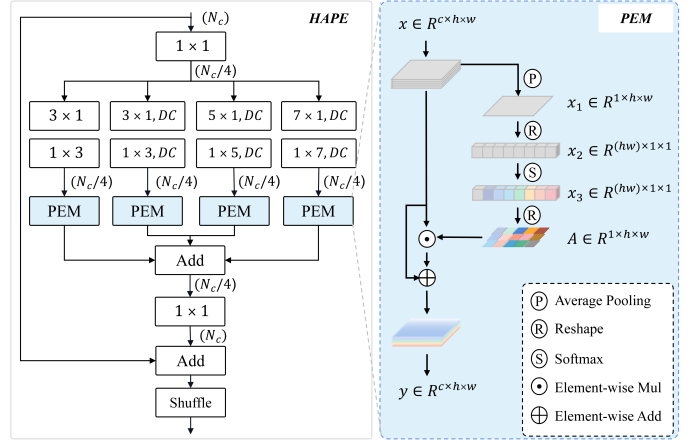 HAPE
(N_c)
1 × 1
(N_c/4)
3 × 1
3 × 1, DC
5 × 1, DC
7 × 1, DC
1 × 3
1 × 3, DC
1 × 5, DC
1 × 7, DC
(N_c/4)
(N_c/4)
(N_c/4)
(N_c/4)
PEM
PEM
PEM
PEM
Add
(N_c/4)
1 × 1
(N_c)
Add
Shuffle
PEM
x ∈ R^{c×h×w}
P
x_1 ∈ R^{1×h×w}
R
x_2 ∈ R^{(hw)×1×1}
S
x_3 ∈ R^{(hw)×1×1}
R
A ∈ R^{1×h×w}
y ∈ R^{c×h×w}
P Average Pooling
R Reshape
S Softmax
⊙ Element-wise Mul
⊕ Element-wise Add